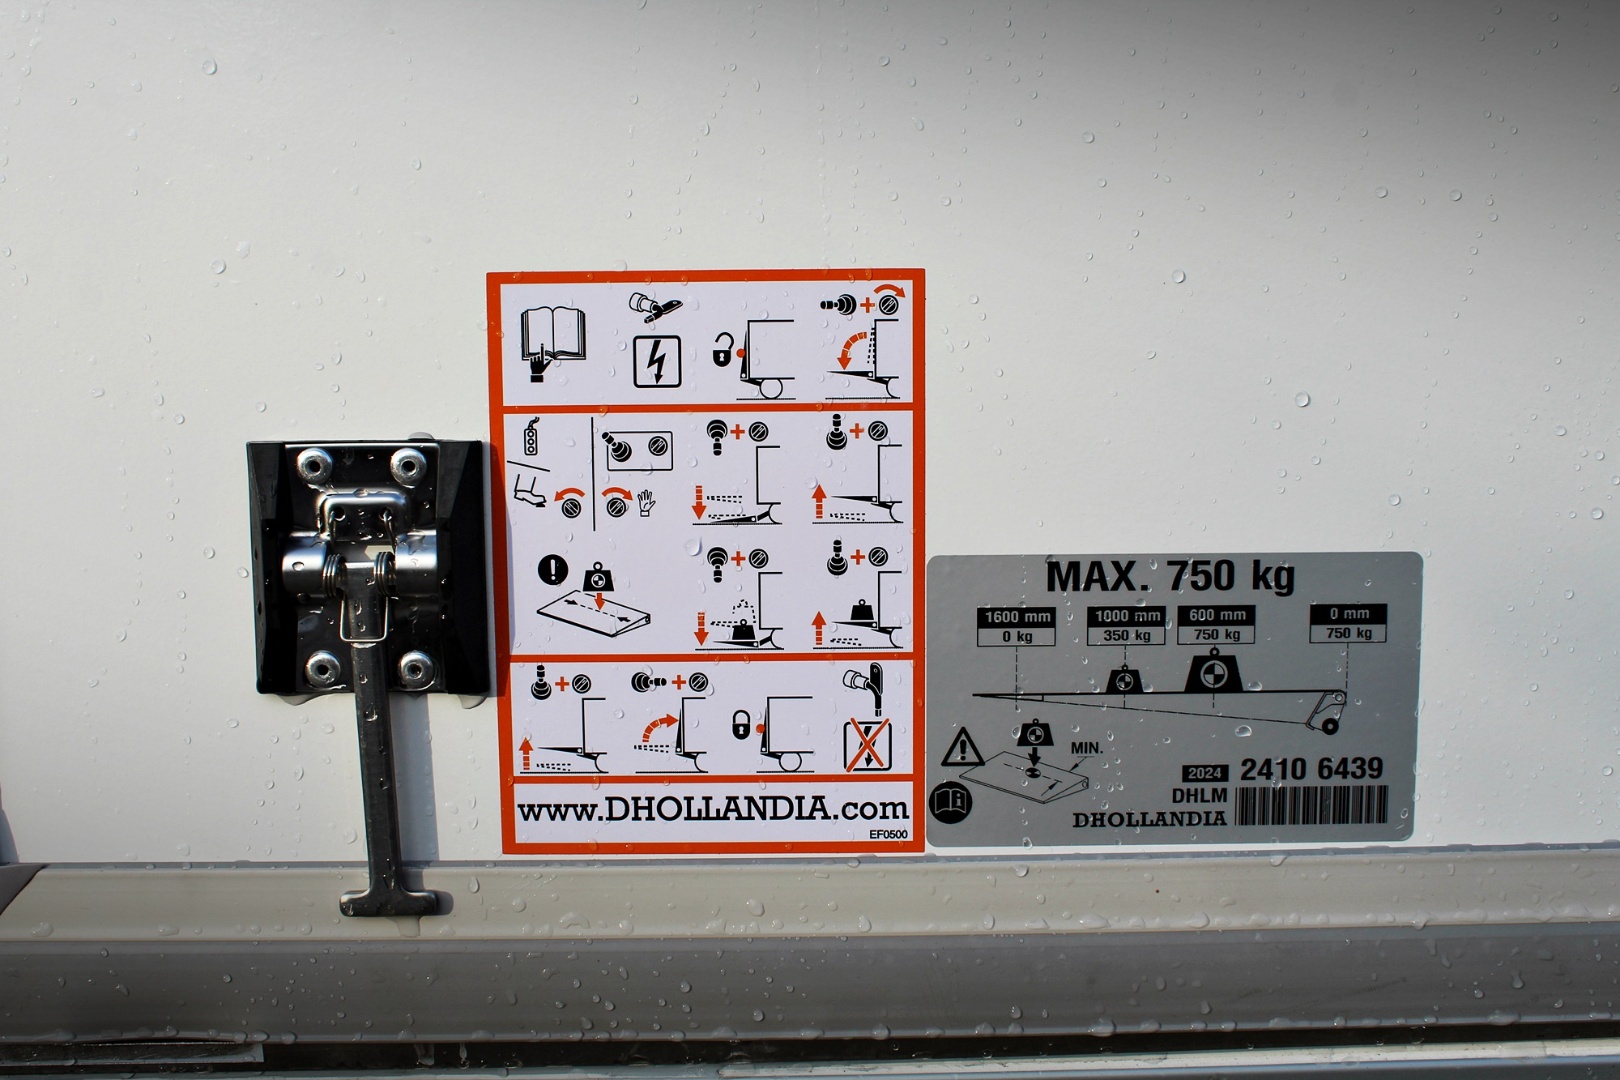 www.DHOLLANDIA.com
EF0500
MAX. 750 kg
1600 mm 1000 mm 600 mm 0 mm
0 kg 350 kg 750 kg 750 kg
MIN.
2024 2410 6439
DHLM
DHOLLANDIA